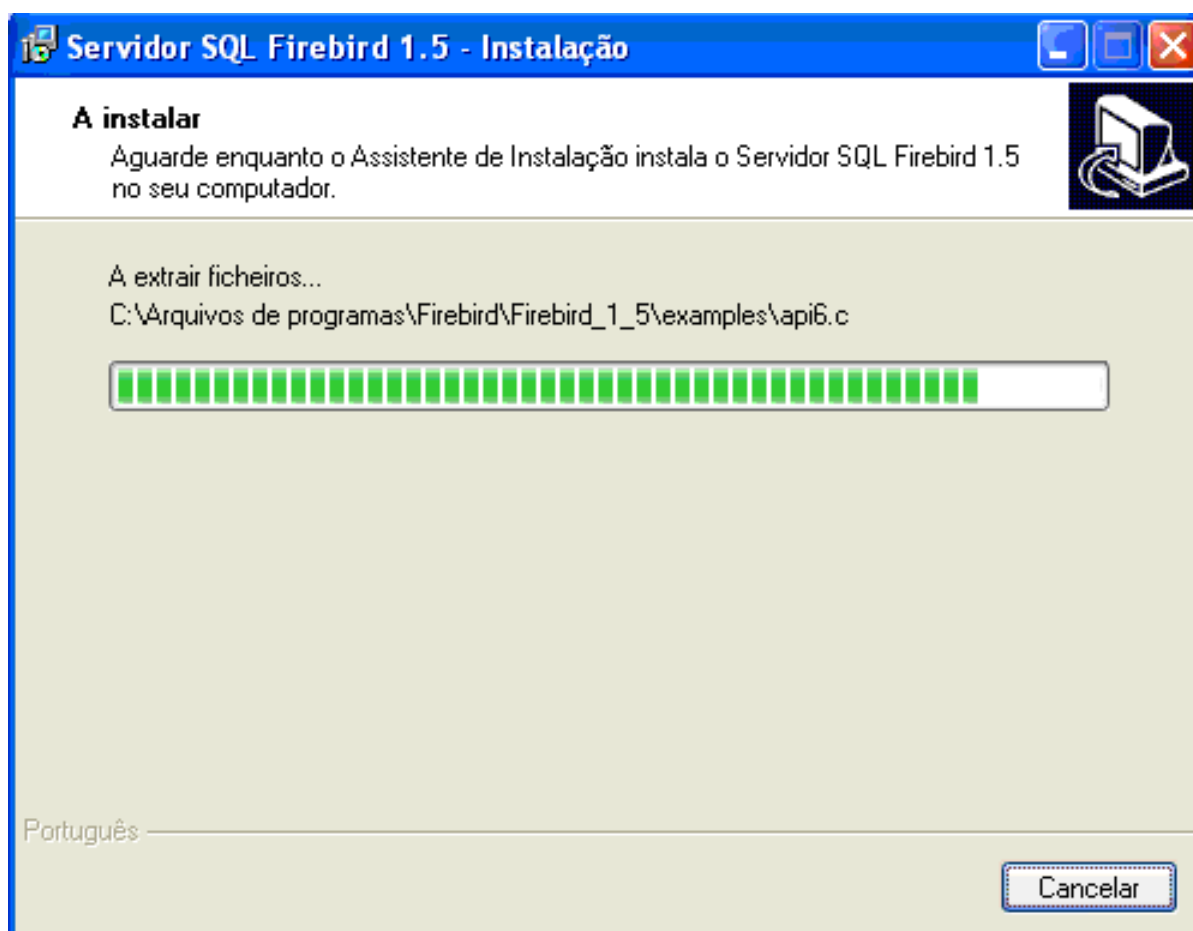 Servidor SQL Firebird 1.5 - Instalação
A instalar
Aguarde enquanto o Assistente de Instalação instala o Servidor SQL Firebird 1.5
no seu computador.
A extrair ficheiros...
C:\Arquivos de programas\Firebird\Firebird_1_5\examples\api6.c
Português
Cancelar